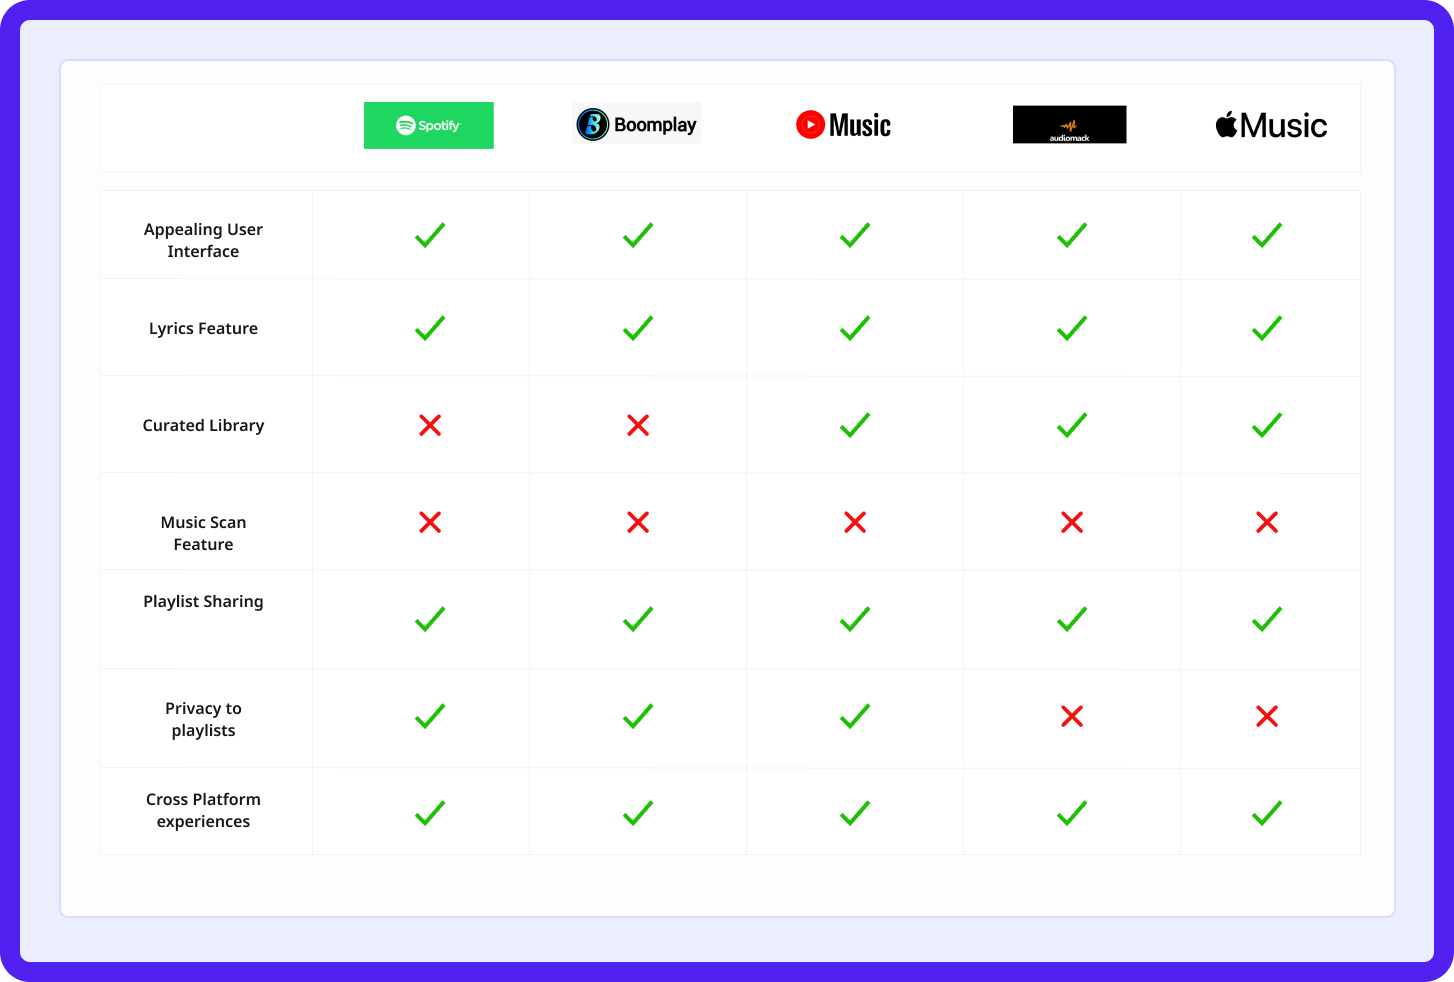 Spotify
Boomplay
Music
audiomack
Music
Appealing User
Interface
Lyrics Feature
Curated Library
Music Scan
Feature
Playlist Sharing
Privacy to
playlists
Cross Platform
experiences